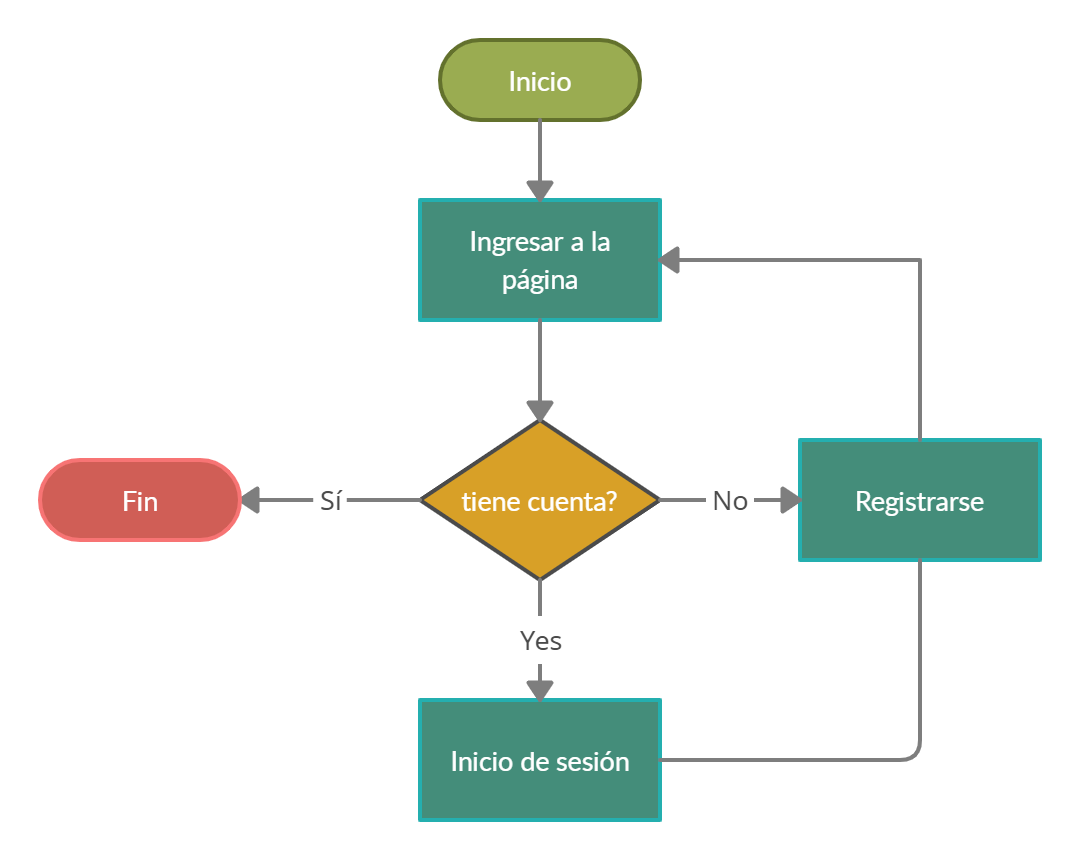 Inicio
Ingresar a la
página
Fin
Sí
tiene cuenta?
No
Registrarse
Yes
Inicio de sesión